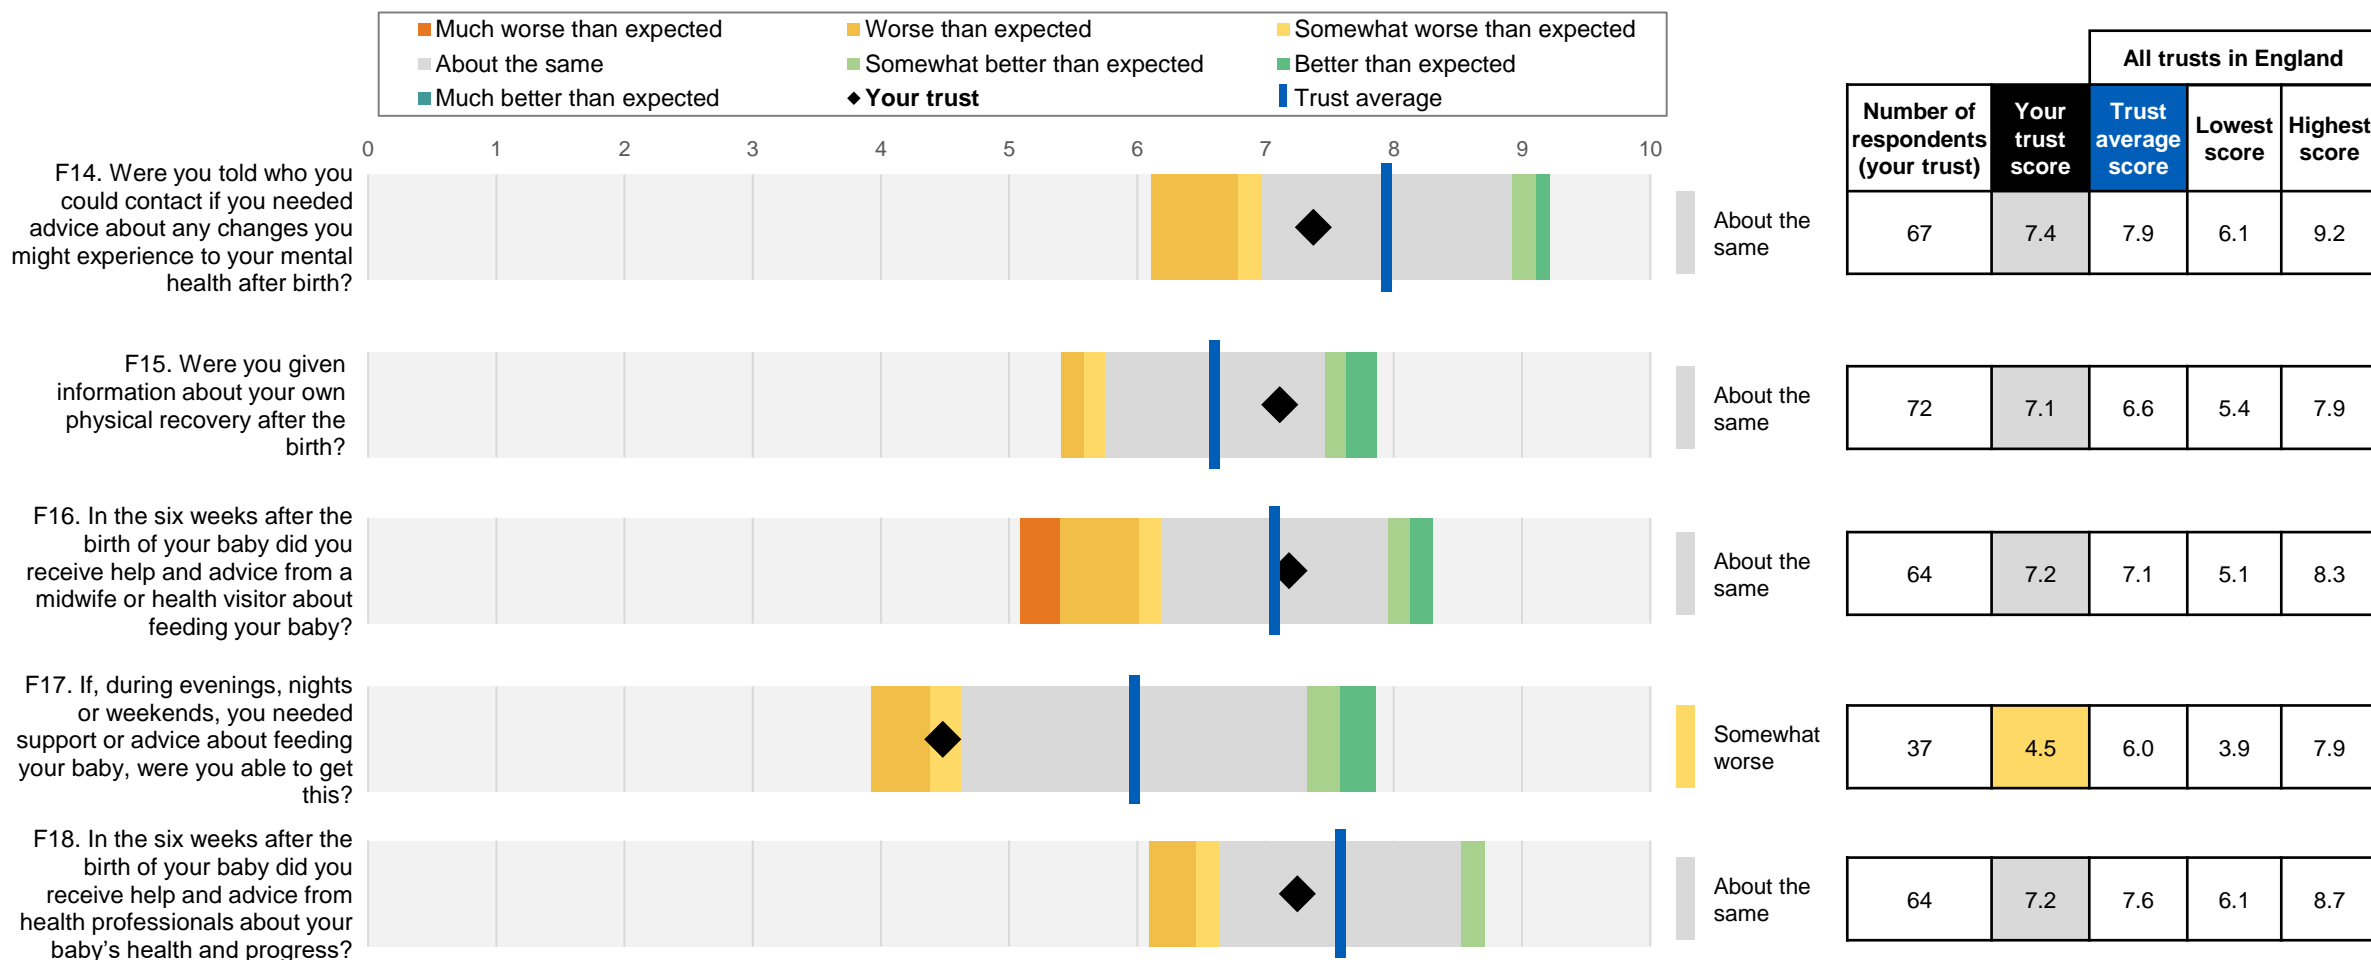 Much worse than expected
Worse than expected
Somewhat worse than expected
About the same
Somewhat better than expected
Better than expected
Much better than expected
Your trust
Trust average
All trusts in England
Number of
respondents
(your trust)
Your
trust
score
Trust
average
score
Lowest
score
Highest
score
0 1 2 3 4 5 6 7 8 9 10
F14. Were you told who you
could contact if you needed
advice about any changes you
might experience to your mental
health after birth?
About the
same
67 7.4 7.9 6.1 9.2
F15. Were you given
information about your own
physical recovery after the
birth?
About the
same
72 7.1 6.6 5.4 7.9
F16. In the six weeks after the
birth of your baby did you
receive help and advice from a
midwife or health visitor about
feeding your baby?
About the
same
64 7.2 7.1 5.1 8.3
F17. If, during evenings, nights
or weekends, you needed
support or advice about feeding
your baby, were you able to get
this?
Somewhat
worse
37 4.5 6.0 3.9 7.9
F18. In the six weeks after the
birth of your baby did you
receive help and advice from
health professionals about your
baby's health and progress?
About the
same
64 7.2 7.6 6.1 8.7